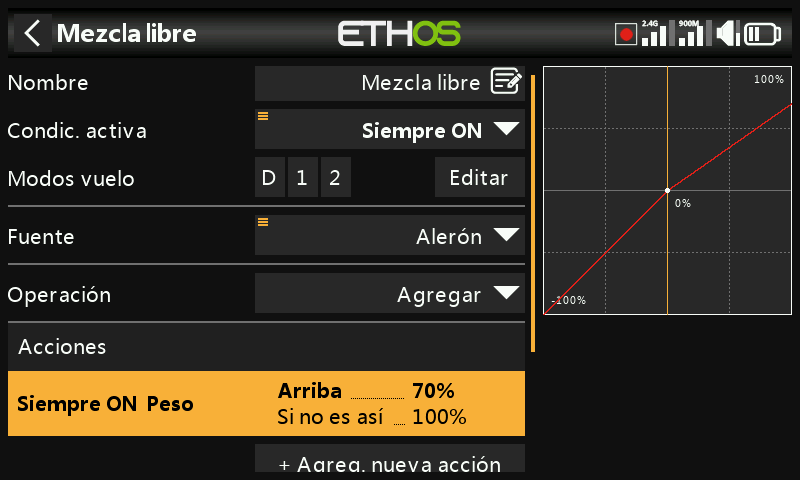 Mezcla libre
ETHOS
2.4G
900M
Nombre
Mezcla libre
Condic. activa
Siempre ON
Modos vuelo
D
1
2
Editar
Fuente
Alerón
Operación
Agregar
Acciones
Siempre ON Peso
Arriba 70%
Si no es así 100%
+ Agreg. nueva acción
100%
0%
-100%